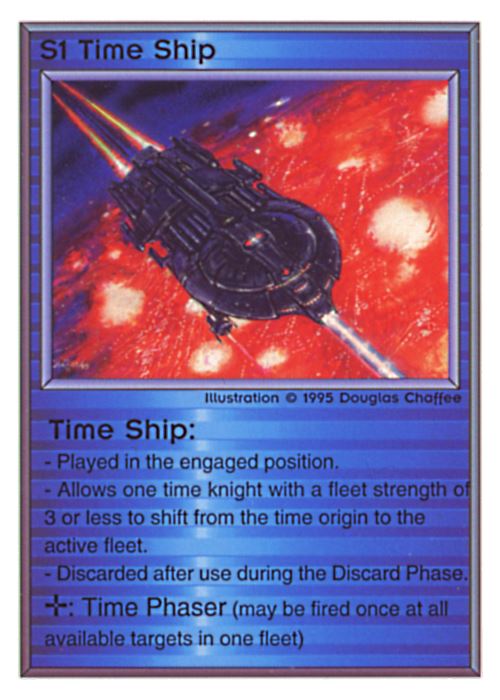 S1 Time Ship
Illustration © 1995 Douglas Chaffee
Time Ship:
- Played in the engaged position.
- Allows one time knight with a fleet strength of
3 or less to shift from the time origin to the
active fleet.
- Discarded after use during the Discard Phase.
✛: Time Phaser (may be fired once at all
available targets in one fleet)